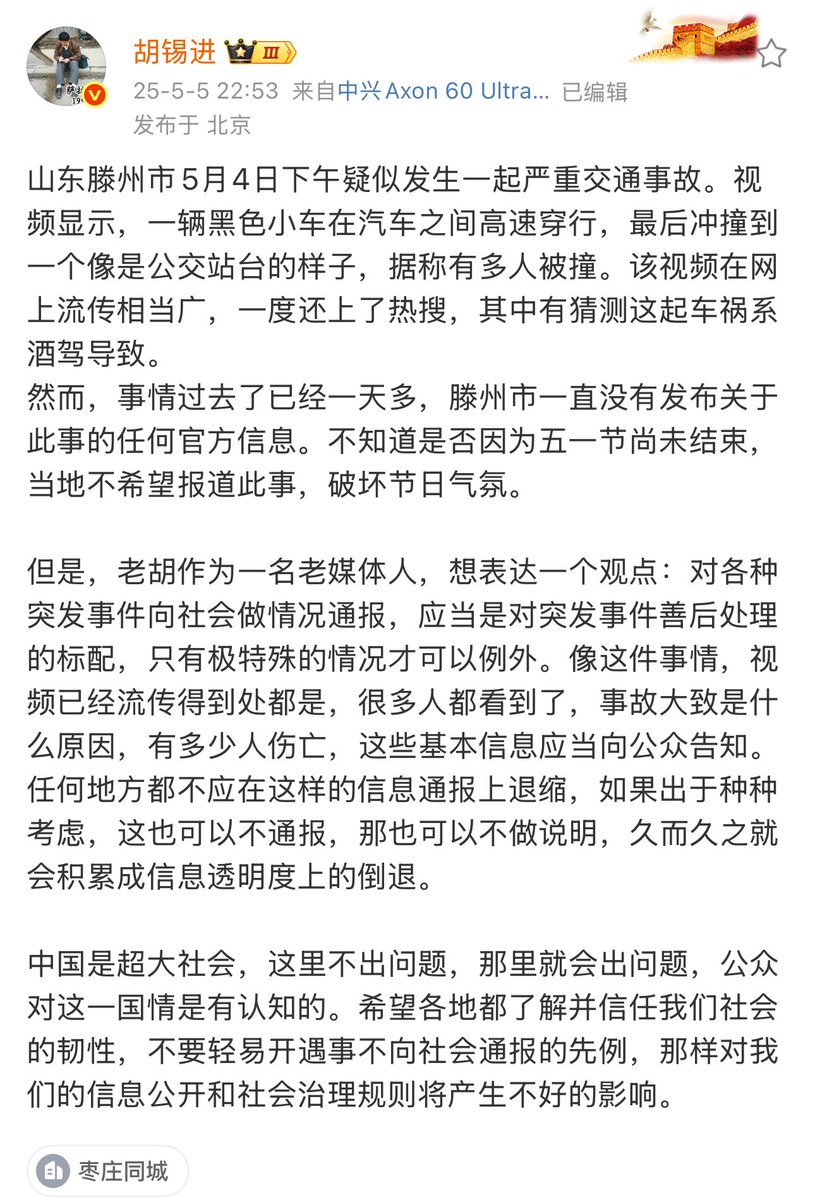 胡锡进 III
25-5-5 22:53 来自中兴Axon 60 Ultra... 已编辑
发布于 北京
山东滕州市5月4日下午疑似发生一起严重交通事故。视
频显示，一辆黑色小车在汽车之间高速穿行，最后冲撞到
一个像是公交站台的样子，据称有多人被撞。该视频在网
上流传相当广，一度还上了热搜，其中有猜测这起车祸系
酒驾导致。
然而，事情过去了已经一天多，滕州市一直没有发布关于
此事的任何官方信息。不知道是否因为五一节尚未结束，
当地不希望报道此事，破坏节日气氛。
但是，老胡作为一名老媒体人，想表达一个观点：对各种
突发事件向社会做情况通报，应当是对突发事件善后处理
的标配，只有极特殊的情况才可以例外。像这件事情，视
频已经流传得到处都是，很多人都看到了，事故大致是什
么原因，有多少人伤亡，这些基本信息应当向公众告知。
任何地方都不应在这样的信息通报上退缩，如果出于种种
考虑，这也可以不通报，那也可以不做说明，久而久之就
会积累成信息透明度上的倒退。
中国是超大社会，这里不出问题，那里就会出问题，公众
对这一国情是有认知的。希望各地都了解并信任我们社会
的韧性，不要轻易开遇事不向社会通报的先例，那样对我
们的信息公开和社会治理规则将产生不好的影响。
枣庄同城